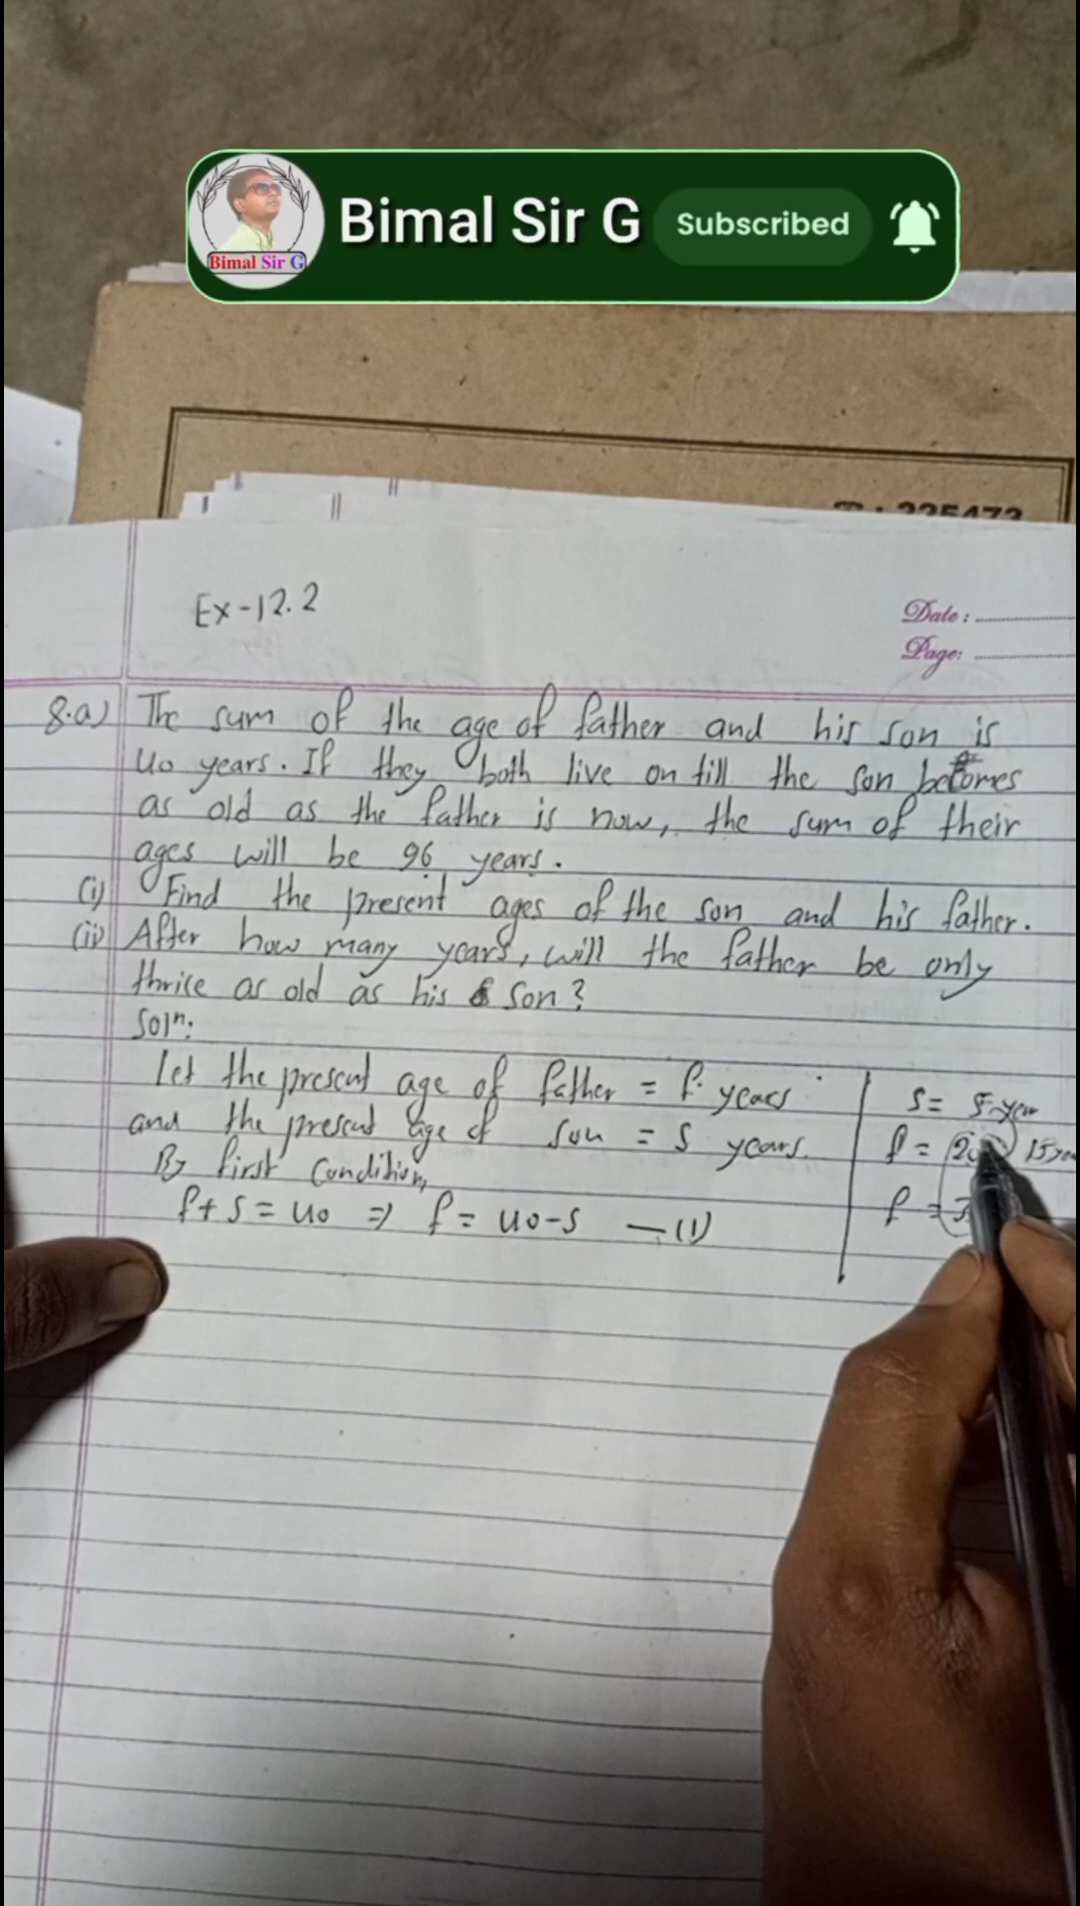 Bimal Sir G Subscribed
Bimal Sir G
Ex-12.2
Date:
Page:
8.a) The sum of the age of father and his son is
40 years. If they both live on till the son becomes
as old as the father is now, the sum of their
ages will be 96 years.
(i) Find the present ages of the son and his father.
(ii) After how many years, will the father be only
thrice as old as his son?
Solⁿ:
Let the present age of father = f years
and the present age of son = s years.
By first condition,
f+s = 40 ⇒ f = 40-s —(1)
s = 5 year
f =
f =